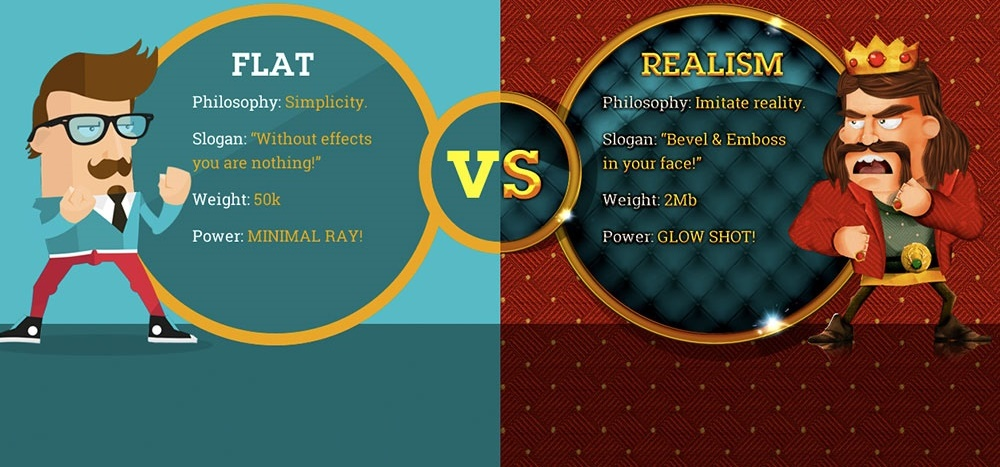 FLAT
Philosophy: Simplicity.
Slogan: “Without effects
you are nothing!”
Weight: 50k
Power: MINIMAL RAY!
VS
REALISM
Philosophy: Imitate reality.
Slogan: “Bevel & Emboss
in your face!”
Weight: 2Mb
Power: GLOW SHOT!